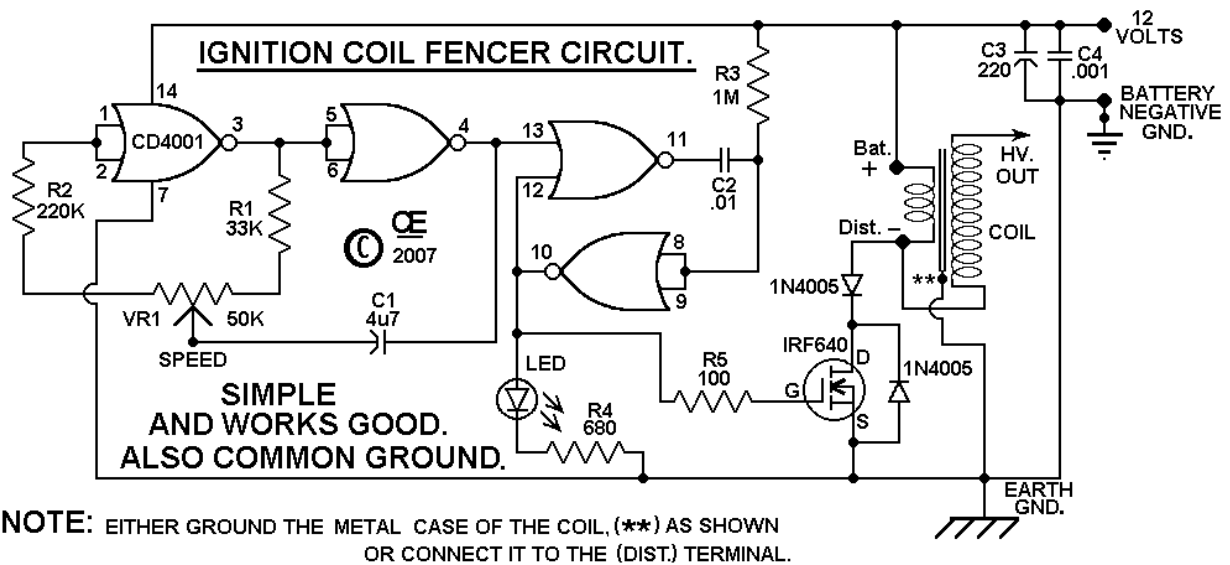 IGNITION COIL FENCER CIRCUIT.
12
VOLTS
C3
220
C4
.001
BATTERY
NEGATIVE
GND.
R3
1M
14
1
2
CD4001
3
7
5
6
4
13
12
11
C2
.01
R2
220K
R1
33K
© OE
2007
10
8
9
Bat.
+
Dist. -
HV.
OUT
COIL
**
1N4005
VR1
50K
SPEED
C1
4u7
LED
R4
680
R5
100
IRF640
G
D
S
1N4005
SIMPLE
AND WORKS GOOD.
ALSO COMMON GROUND.
EARTH
GND.
NOTE: EITHER GROUND THE METAL CASE OF THE COIL, (**) AS SHOWN
OR CONNECT IT TO THE (DIST.) TERMINAL.